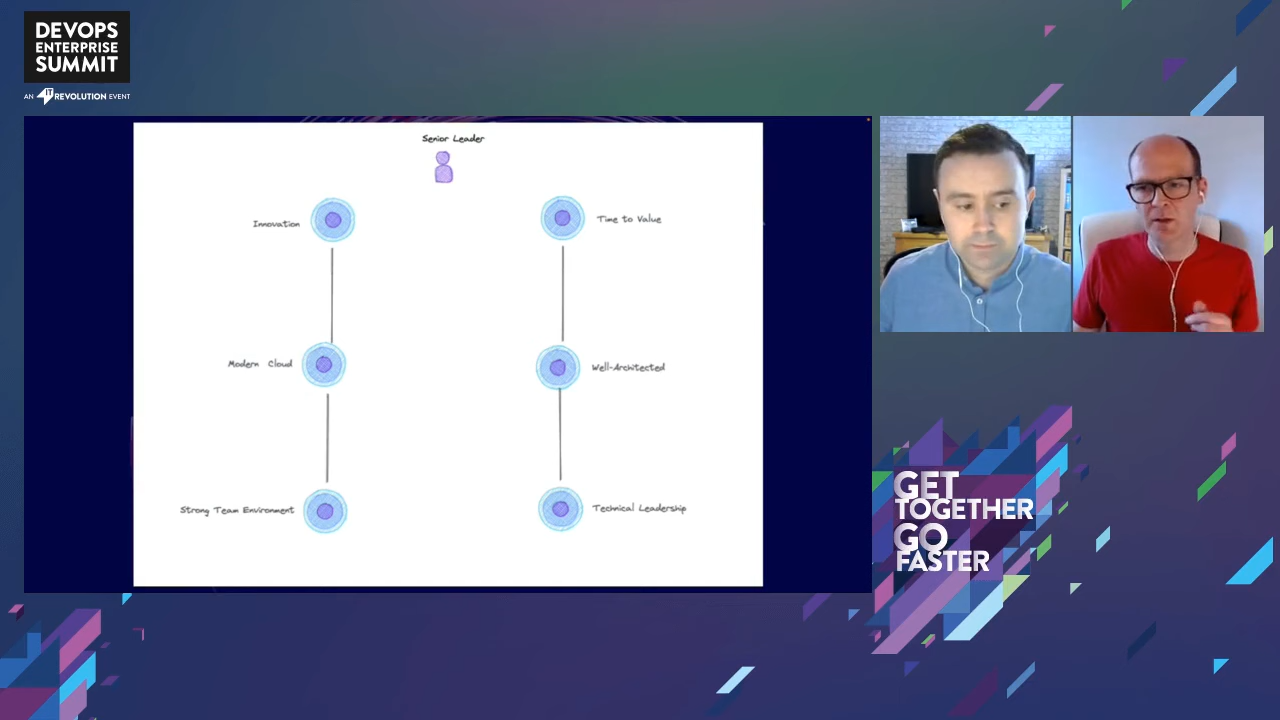 DEVOPS
ENTERPRISE
SUMMIT
AN IT REVOLUTION EVENT
Senior Leader
Innovation
Time to Value
Modern Cloud
Well-Architected
Strong Team Environment
Technical Leadership
GET
TOGETHER
GO
FASTER